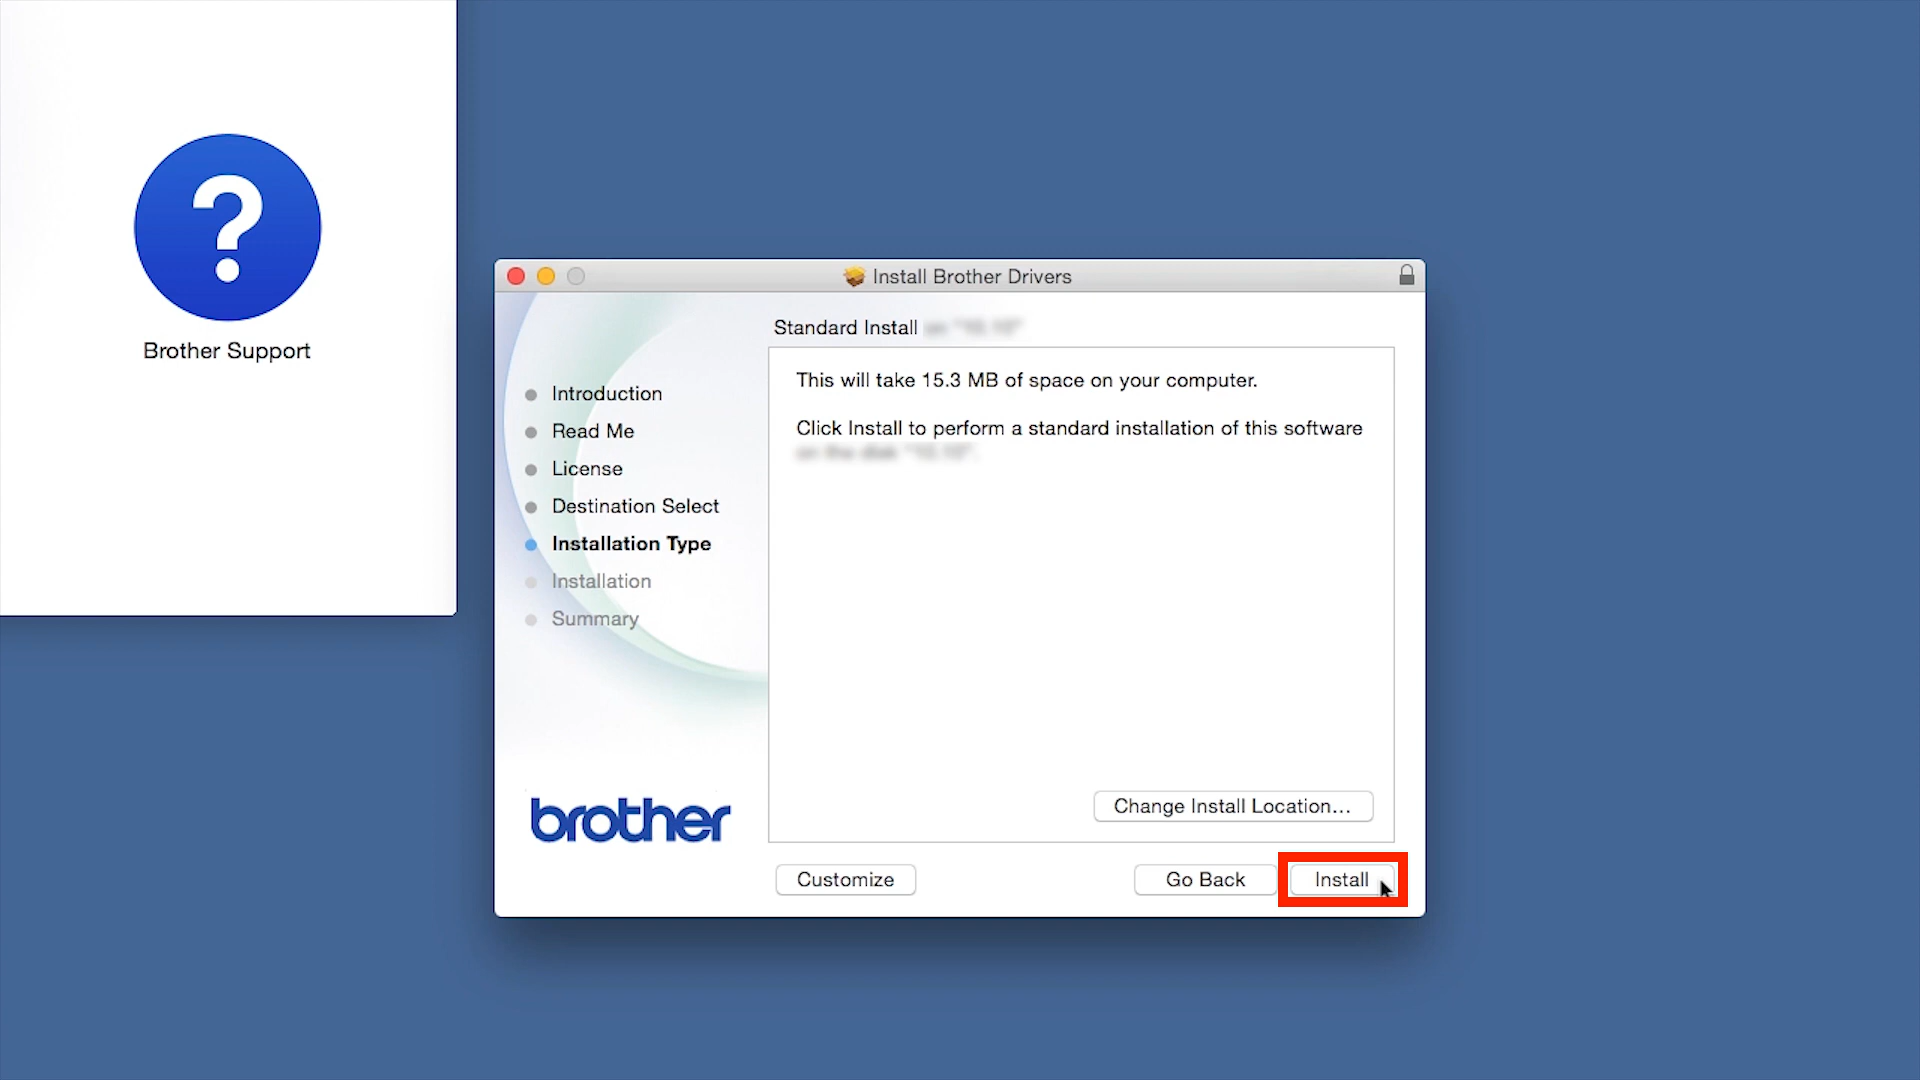 ?
Brother Support
Install Brother Drivers
Standard Install
This will take 15.3 MB of space on your computer.
Click Install to perform a standard installation of this software
Introduction
Read Me
License
Destination Select
Installation Type
Installation
Summary
brother
Change Install Location...
Customize
Go Back
Install